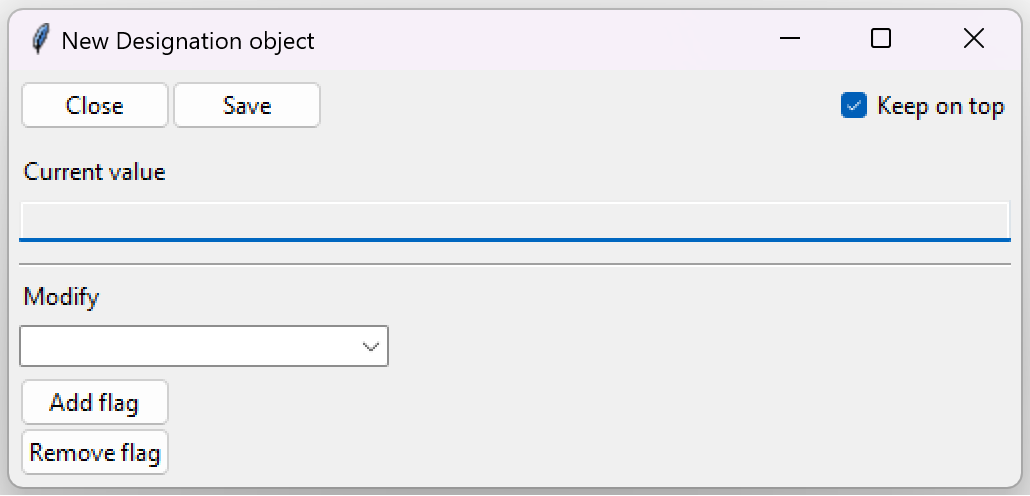 New Designation object
Close Save Keep on top
Current value
Modify
Add flag
Remove flag